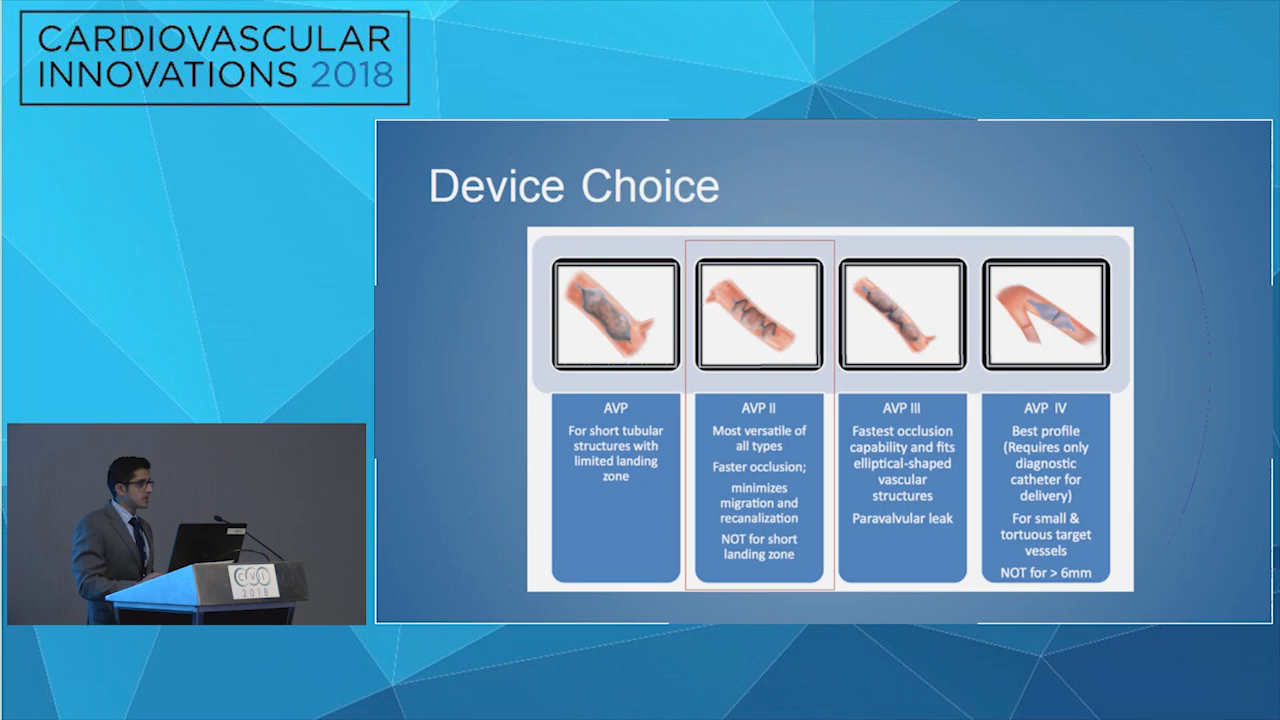 CARDIOVASCULAR
INNOVATIONS 2018
Device Choice
AVP
For short tubular
structures with
limited landing
zone
AVP II
Most versatile of
all types
Faster occlusion;
minimizes
migration and
recanalization
NOT for short
landing zone
AVP III
Fastest occlusion
capability and fits
elliptical-shaped
vascular
structures
Paravalvular leak
AVP IV
Best profile
(Requires only
diagnostic
catheter for
delivery)
For small &
tortuous target
vessels
NOT for > 6mm
CVI
2018